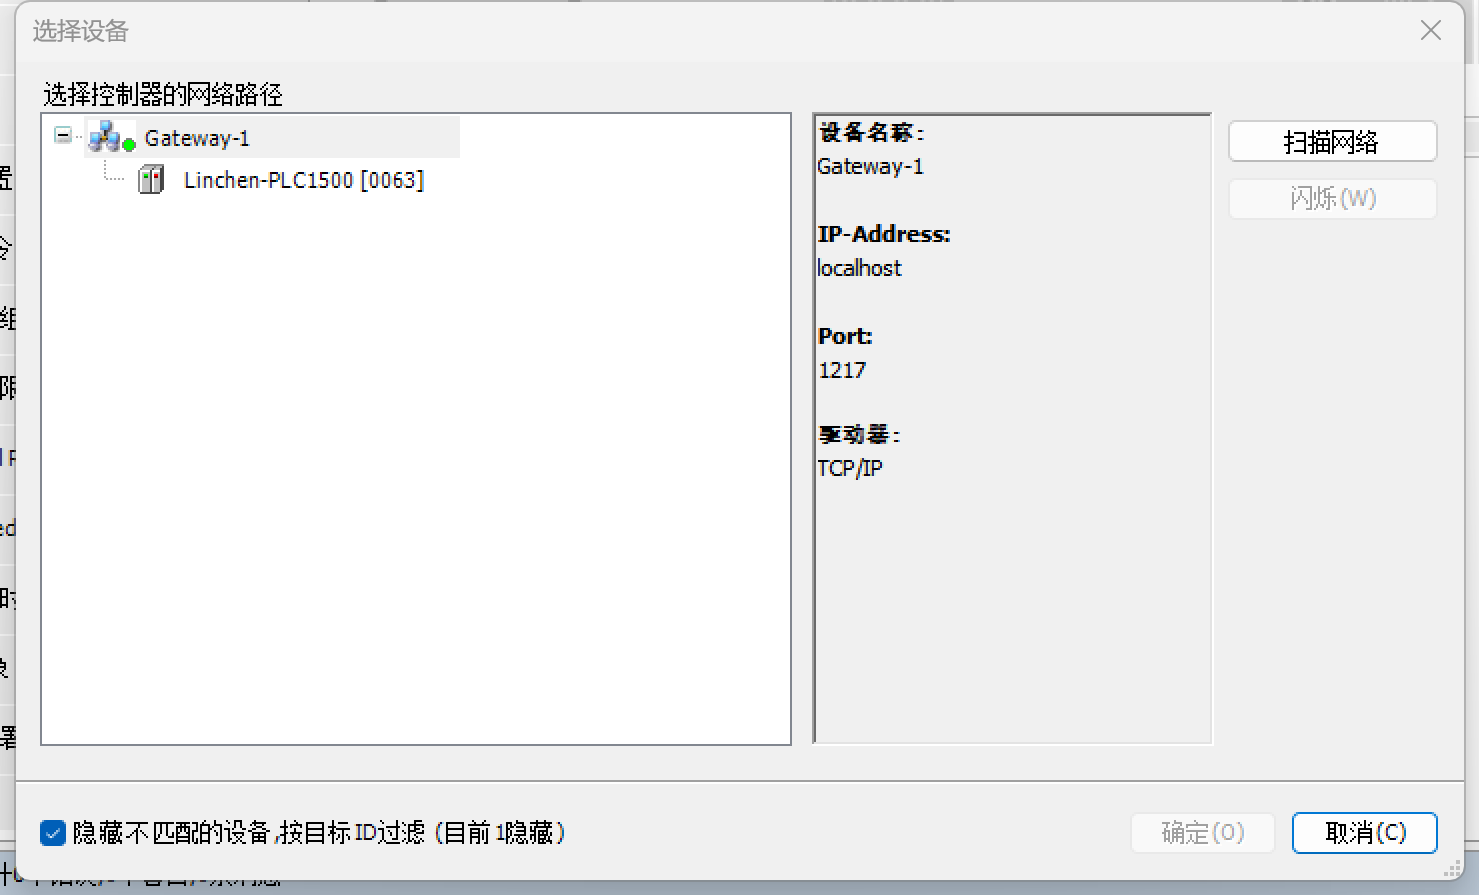 选择设备
选择控制器的网络路径
Gateway-1
Linchen-PLC1500 [0063]
设备名称:
Gateway-1
IP-Address:
localhost
Port:
1217
驱动器:
TCP/IP
扫描网络
闪烁(W)
隐藏不匹配的设备,按目标ID过滤 (目前1隐藏)
确定(O)
取消(C)